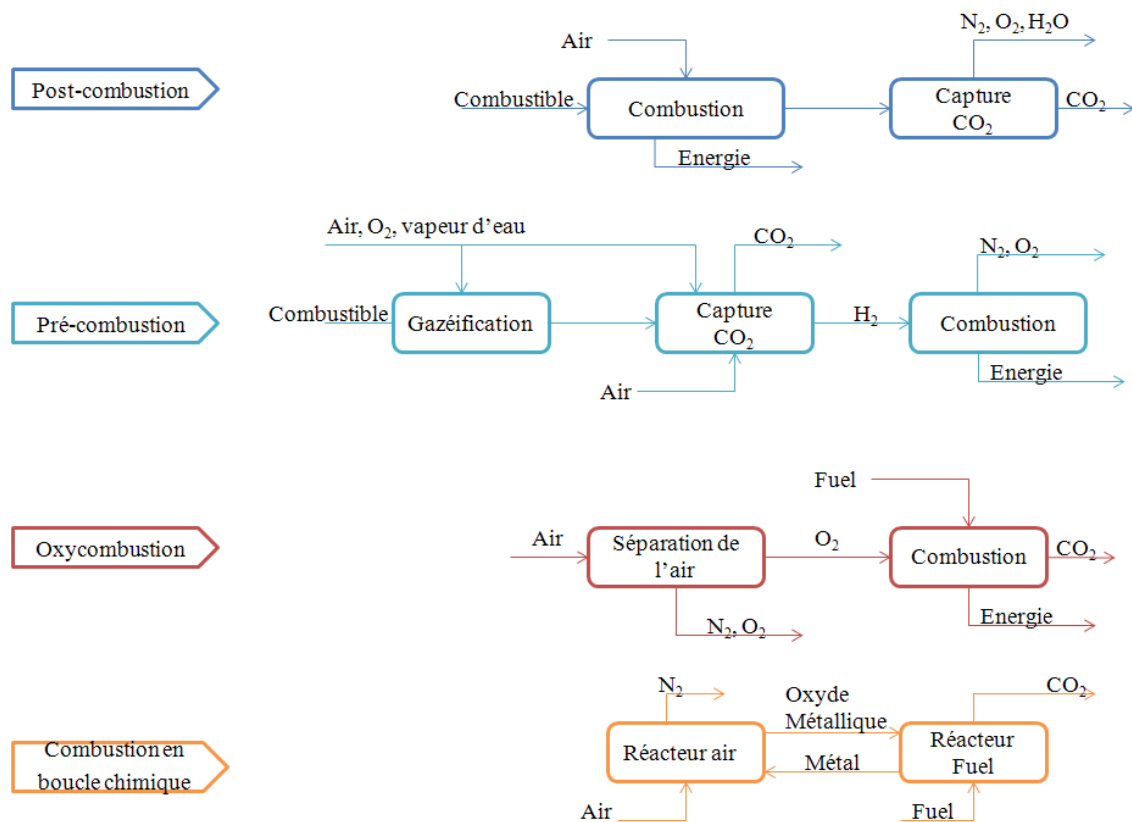 Post-combustion
Air
Combustible
Combustion
Energie
N₂, O₂, H₂O
Capture
CO₂
CO₂
Pré-combustion
Air, O₂, vapeur d’eau
Combustible
Gazéification
CO₂
Capture
CO₂
Air
H₂
N₂, O₂
Combustion
Energie
Oxycombustion
Fuel
Air
Séparation de
l’air
O₂
Combustion
CO₂
N₂, O₂
Energie
Combustion en
boucle chimique
N₂
Oxyde
Métallique
CO₂
Réacteur air
Métal
Réacteur
Fuel
Air
Fuel